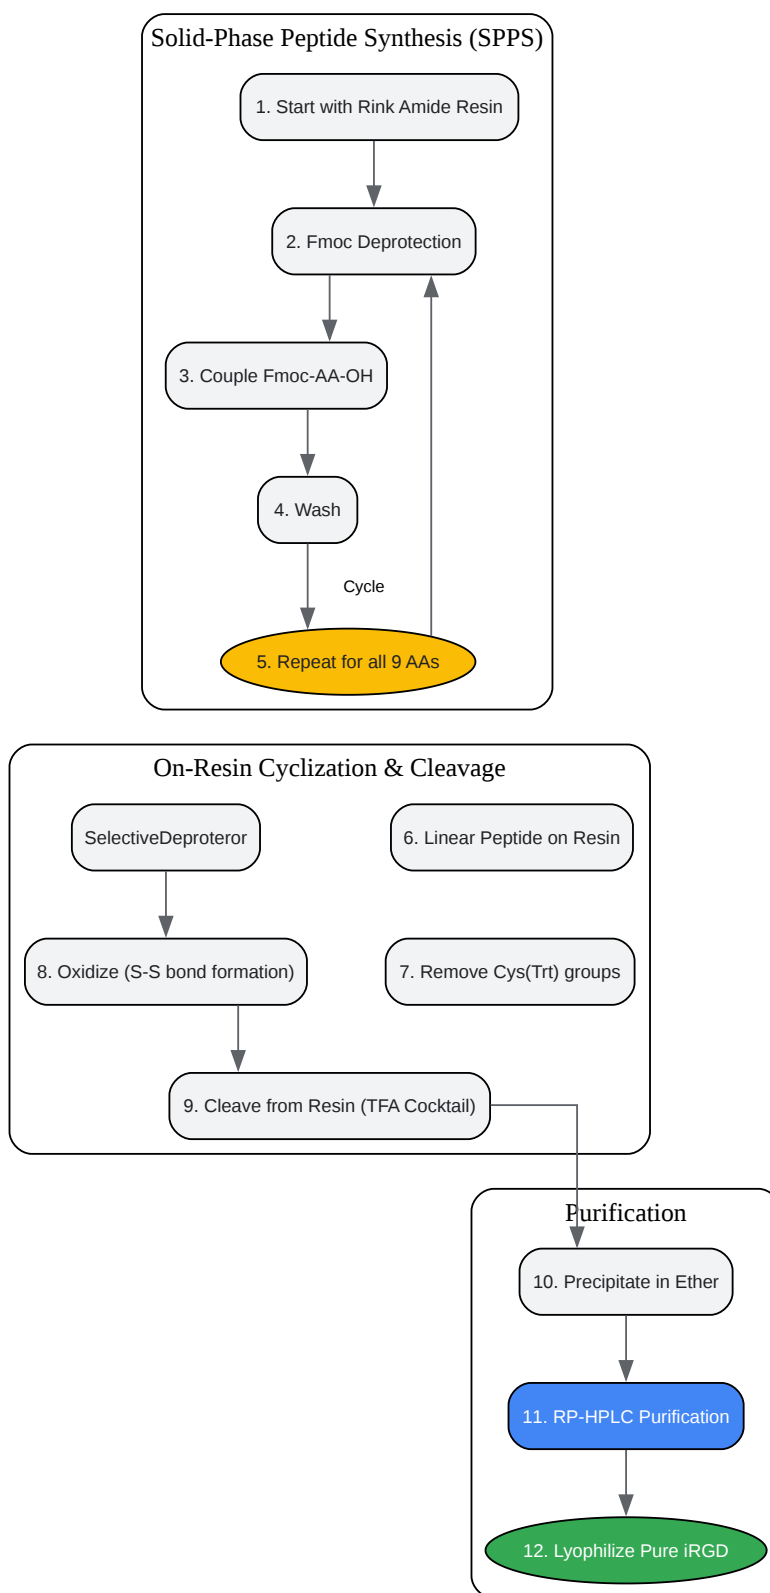 Solid-Phase Peptide Synthesis (SPPS)
1. Start with Rink Amide Resin
2. Fmoc Deprotection
3. Couple Fmoc-AA-OH
4. Wash
Cycle
5. Repeat for all 9 AAs
On-Resin Cyclization & Cleavage
SelectiveDeproteror
6. Linear Peptide on Resin
8. Oxidize (S-S bond formation)
7. Remove Cys(Trt) groups
9. Cleave from Resin (TFA Cocktail)
Purification
10. Precipitate in Ether
11. RP-HPLC Purification
12. Lyophilize Pure iRGD